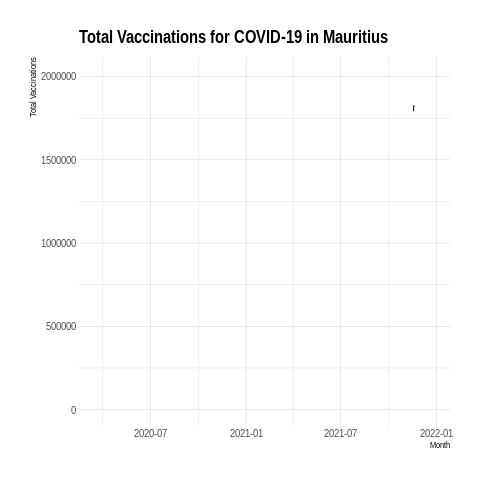 Total Vaccinations for COVID-19 in Mauritius
Total Vaccinations
2000000
1500000
1000000
500000
0
2020-07 2021-01 2021-07 2022-01
Month